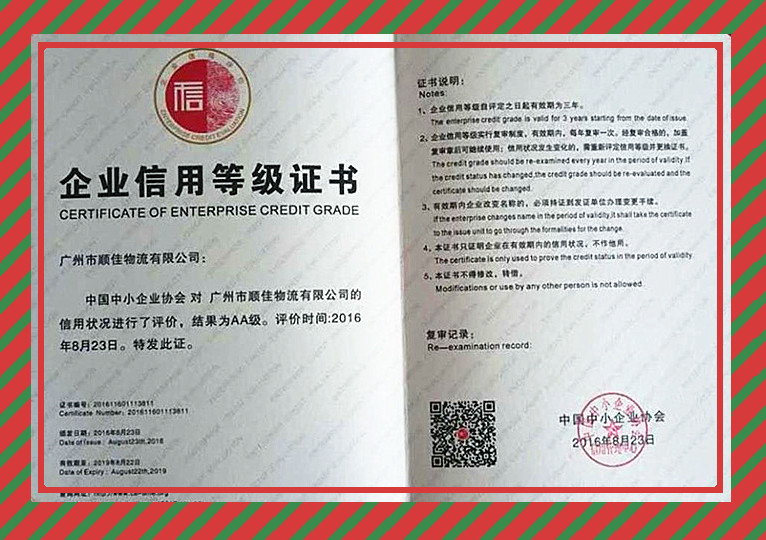 企业信用评价
信
ENTERPRISE CREDIT EVALUATION
企业信用等级证书
CERTIFICATE OF ENTERPRISE CREDIT GRADE
广州市顺佳物流有限公司：
中国中小企业协会 对 广州市顺佳物流有限公司的
信用状况进行了评价，结果为AA级。评价时间:2016
年8月23日。特发此证。
证书编号：201611601113811
Certificate Number：201611601113811
颁发日期：2016年8月23日
Date of Issue：August23th,2016
有效期至：2019年8月22日
Date of Expiry：August22th,2019
证书说明：
Notes:
1、企业信用等级自评定之日起有效期为三年。
The enterprise credit grade is valid for 3 years starting from the date of issue.
2、企业信用等级实行复审制度，有效期内，每年复审一次。经复审合格的，加盖
复审章后可继续使用；信用状况发生变化的，需重新评定信用等级并更换证书。
The credit grade should be re-examined every year in the period of validity.If
the credit status has changed,the credit grade should be re-evaluated and the
certificate should be changed.
3、有效期内企业改变名称的，必须持证到发证单位办理变更手续。
If the enterprise changes name in the period of validity,it shall take the certificate
to the issue unit to go through the formalities for the change.
4、本证书只证明企业在有效期内的信用状况，不作他用。
The certificate is only used to prove the credit status in the period of validity.
5、本证书不得修改，转借。
Modifications or use by any other person is not allowed.
复审记录：
Re—examination record:
中国中小企业协会
2016年8月23日